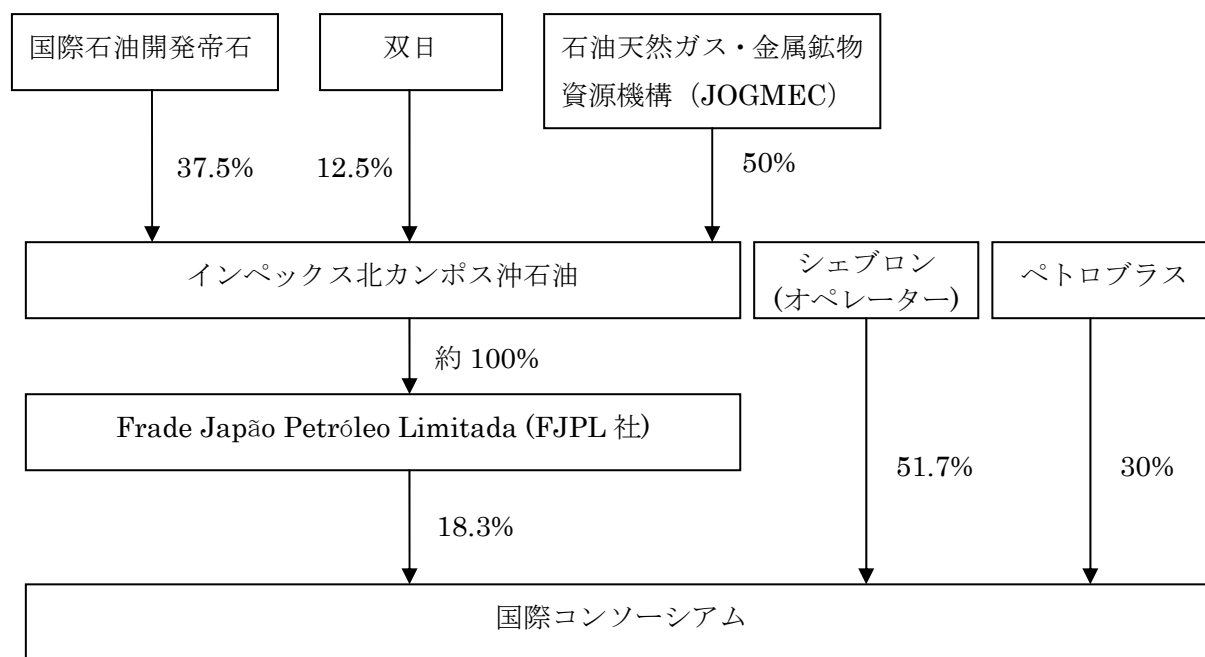 国際石油開発帝石
双日
石油天然ガス・金属鉱物
資源機構（JOGMEC）
37.5%
12.5%
50%
インペックス北カンポス沖石油
シェブロン
(オペレーター)
ペトロブラス
約 100%
Frade Japão Petróleo Limitada (FJPL 社)
51.7%
30%
18.3%
国際コンソーシアム